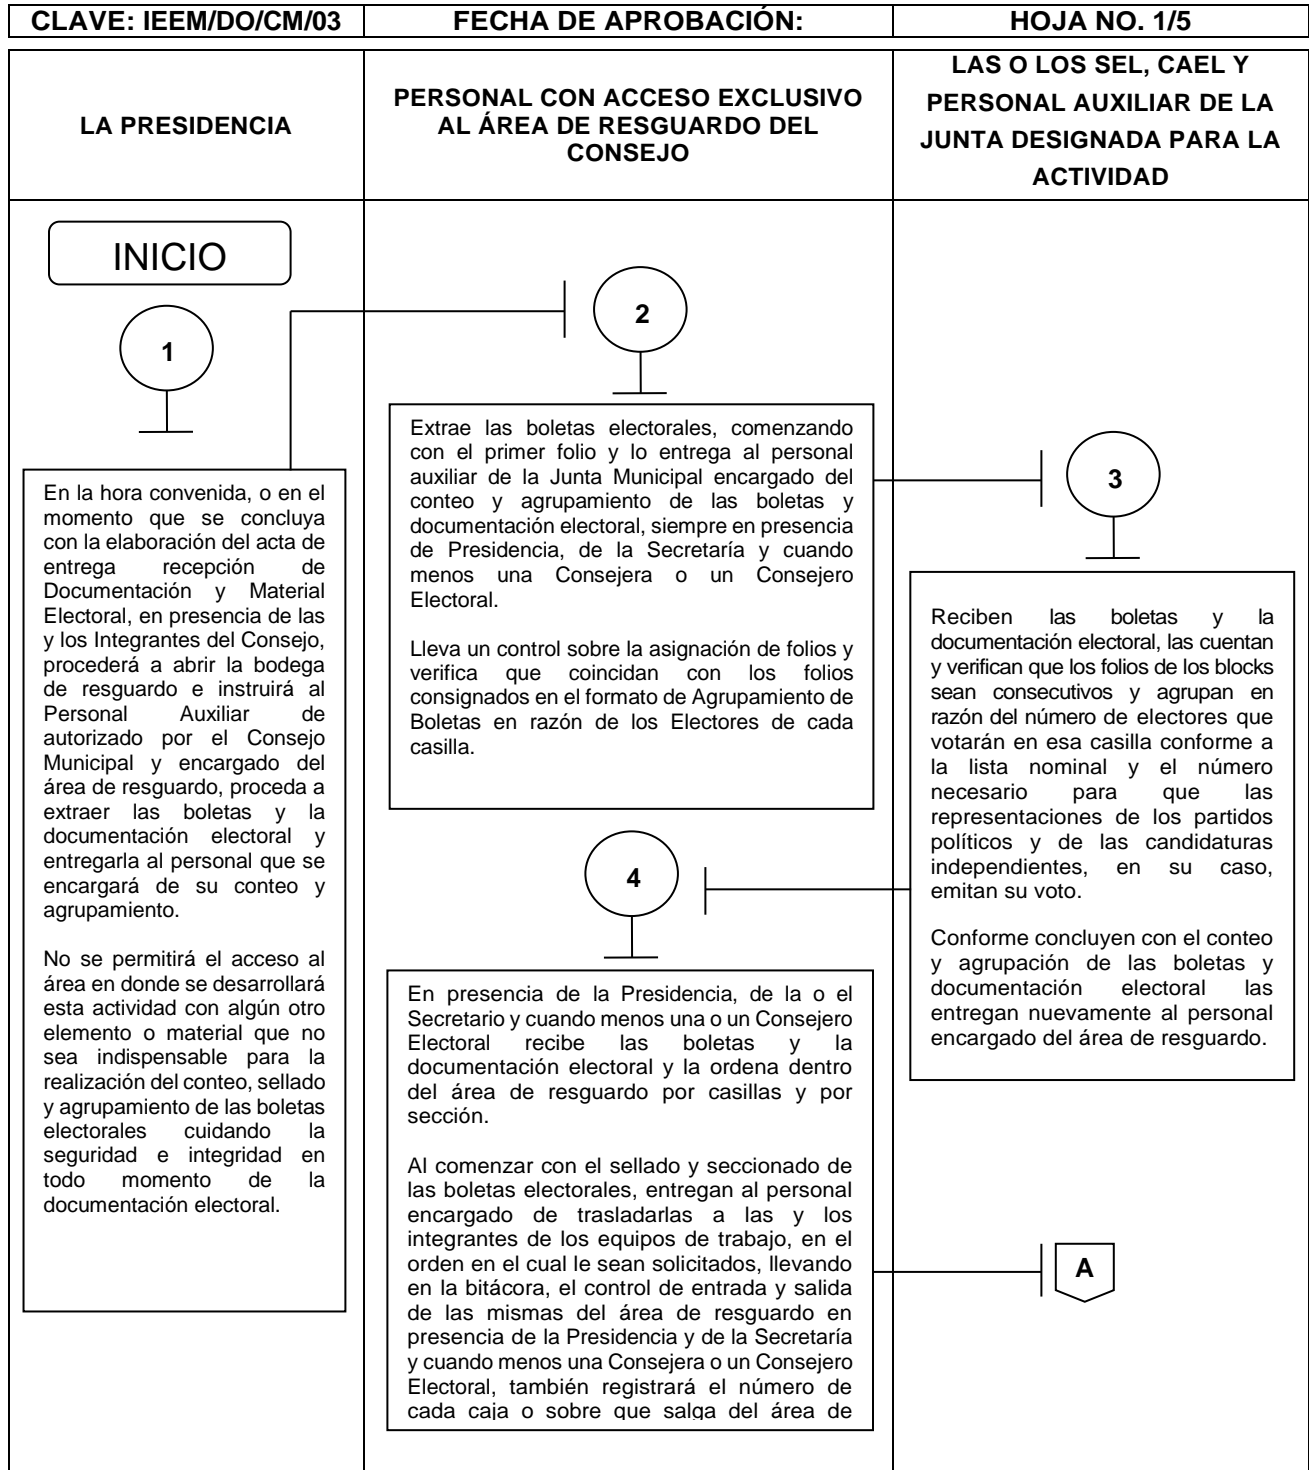 CLAVE: IEEM/DO/CM/03
FECHA DE APROBACIÓN:
HOJA NO. 1/5
LA PRESIDENCIA
PERSONAL CON ACCESO EXCLUSIVO
AL ÁREA DE RESGUARDO DEL
CONSEJO
LAS O LOS SEL, CAEL Y
PERSONAL AUXILIAR DE LA
JUNTA DESIGNADA PARA LA
ACTIVIDAD
INICIO
1
En la hora convenida, o en el
momento que se concluya
con la elaboración del acta de
entrega recepción de
Documentación y Material
Electoral, en presencia de las
y los Integrantes del Consejo,
procederá a abrir la bodega
de resguardo e instruirá al
Personal Auxiliar de
autorizado por el Consejo
Municipal y encargado del
área de resguardo, proceda a
extraer las boletas y la
documentación electoral y
entregarla al personal que se
encargará de su conteo y
agrupamiento.
No se permitirá el acceso al
área en donde se desarrollará
esta actividad con algún otro
elemento o material que no
sea indispensable para la
realización del conteo, sellado
y agrupamiento de las boletas
electorales cuidando la
seguridad e integridad en
todo momento de la
documentación electoral.
2
Extrae las boletas electorales, comenzando
con el primer folio y lo entrega al personal
auxiliar de la Junta Municipal encargado del
conteo y agrupamiento de las boletas y
documentación electoral, siempre en presencia
de Presidencia, de la Secretaría y cuando
menos una Consejera o un Consejero
Electoral.
Lleva un control sobre la asignación de folios y
verifica que coincidan con los folios
consignados en el formato de Agrupamiento de
Boletas en razón de los Electores de cada
casilla.
3
Reciben las boletas y la
documentación electoral, las cuentan
y verifican que los folios de los blocks
sean consecutivos y agrupan en
razón del número de electores que
votarán en esa casilla conforme a
la lista nominal y el número
necesario para que las
representaciones de los partidos
políticos y de las candidaturas
independientes, en su caso,
emitan su voto.
Conforme concluyen con el conteo
y agrupación de las boletas y
documentación electoral las
entregan nuevamente al personal
encargado del área de resguardo.
4
En presencia de la Presidencia, de la o el
Secretario y cuando menos una o un Consejero
Electoral recibe las boletas y la
documentación electoral y la ordena dentro
del área de resguardo por casillas y por
sección.
Al comenzar con el sellado y seccionado de
las boletas electorales, entregan al personal
encargado de trasladarlas a las y los
integrantes de los equipos de trabajo, en el
orden en el cual le sean solicitados, llevando
en la bitácora, el control de entrada y salida
de las mismas del área de resguardo en
presencia de la Presidencia y de la Secretaría
y cuando menos una Consejera o un Consejero
Electoral, también registrará el número de
cada caja o sobre que salga del área de
A